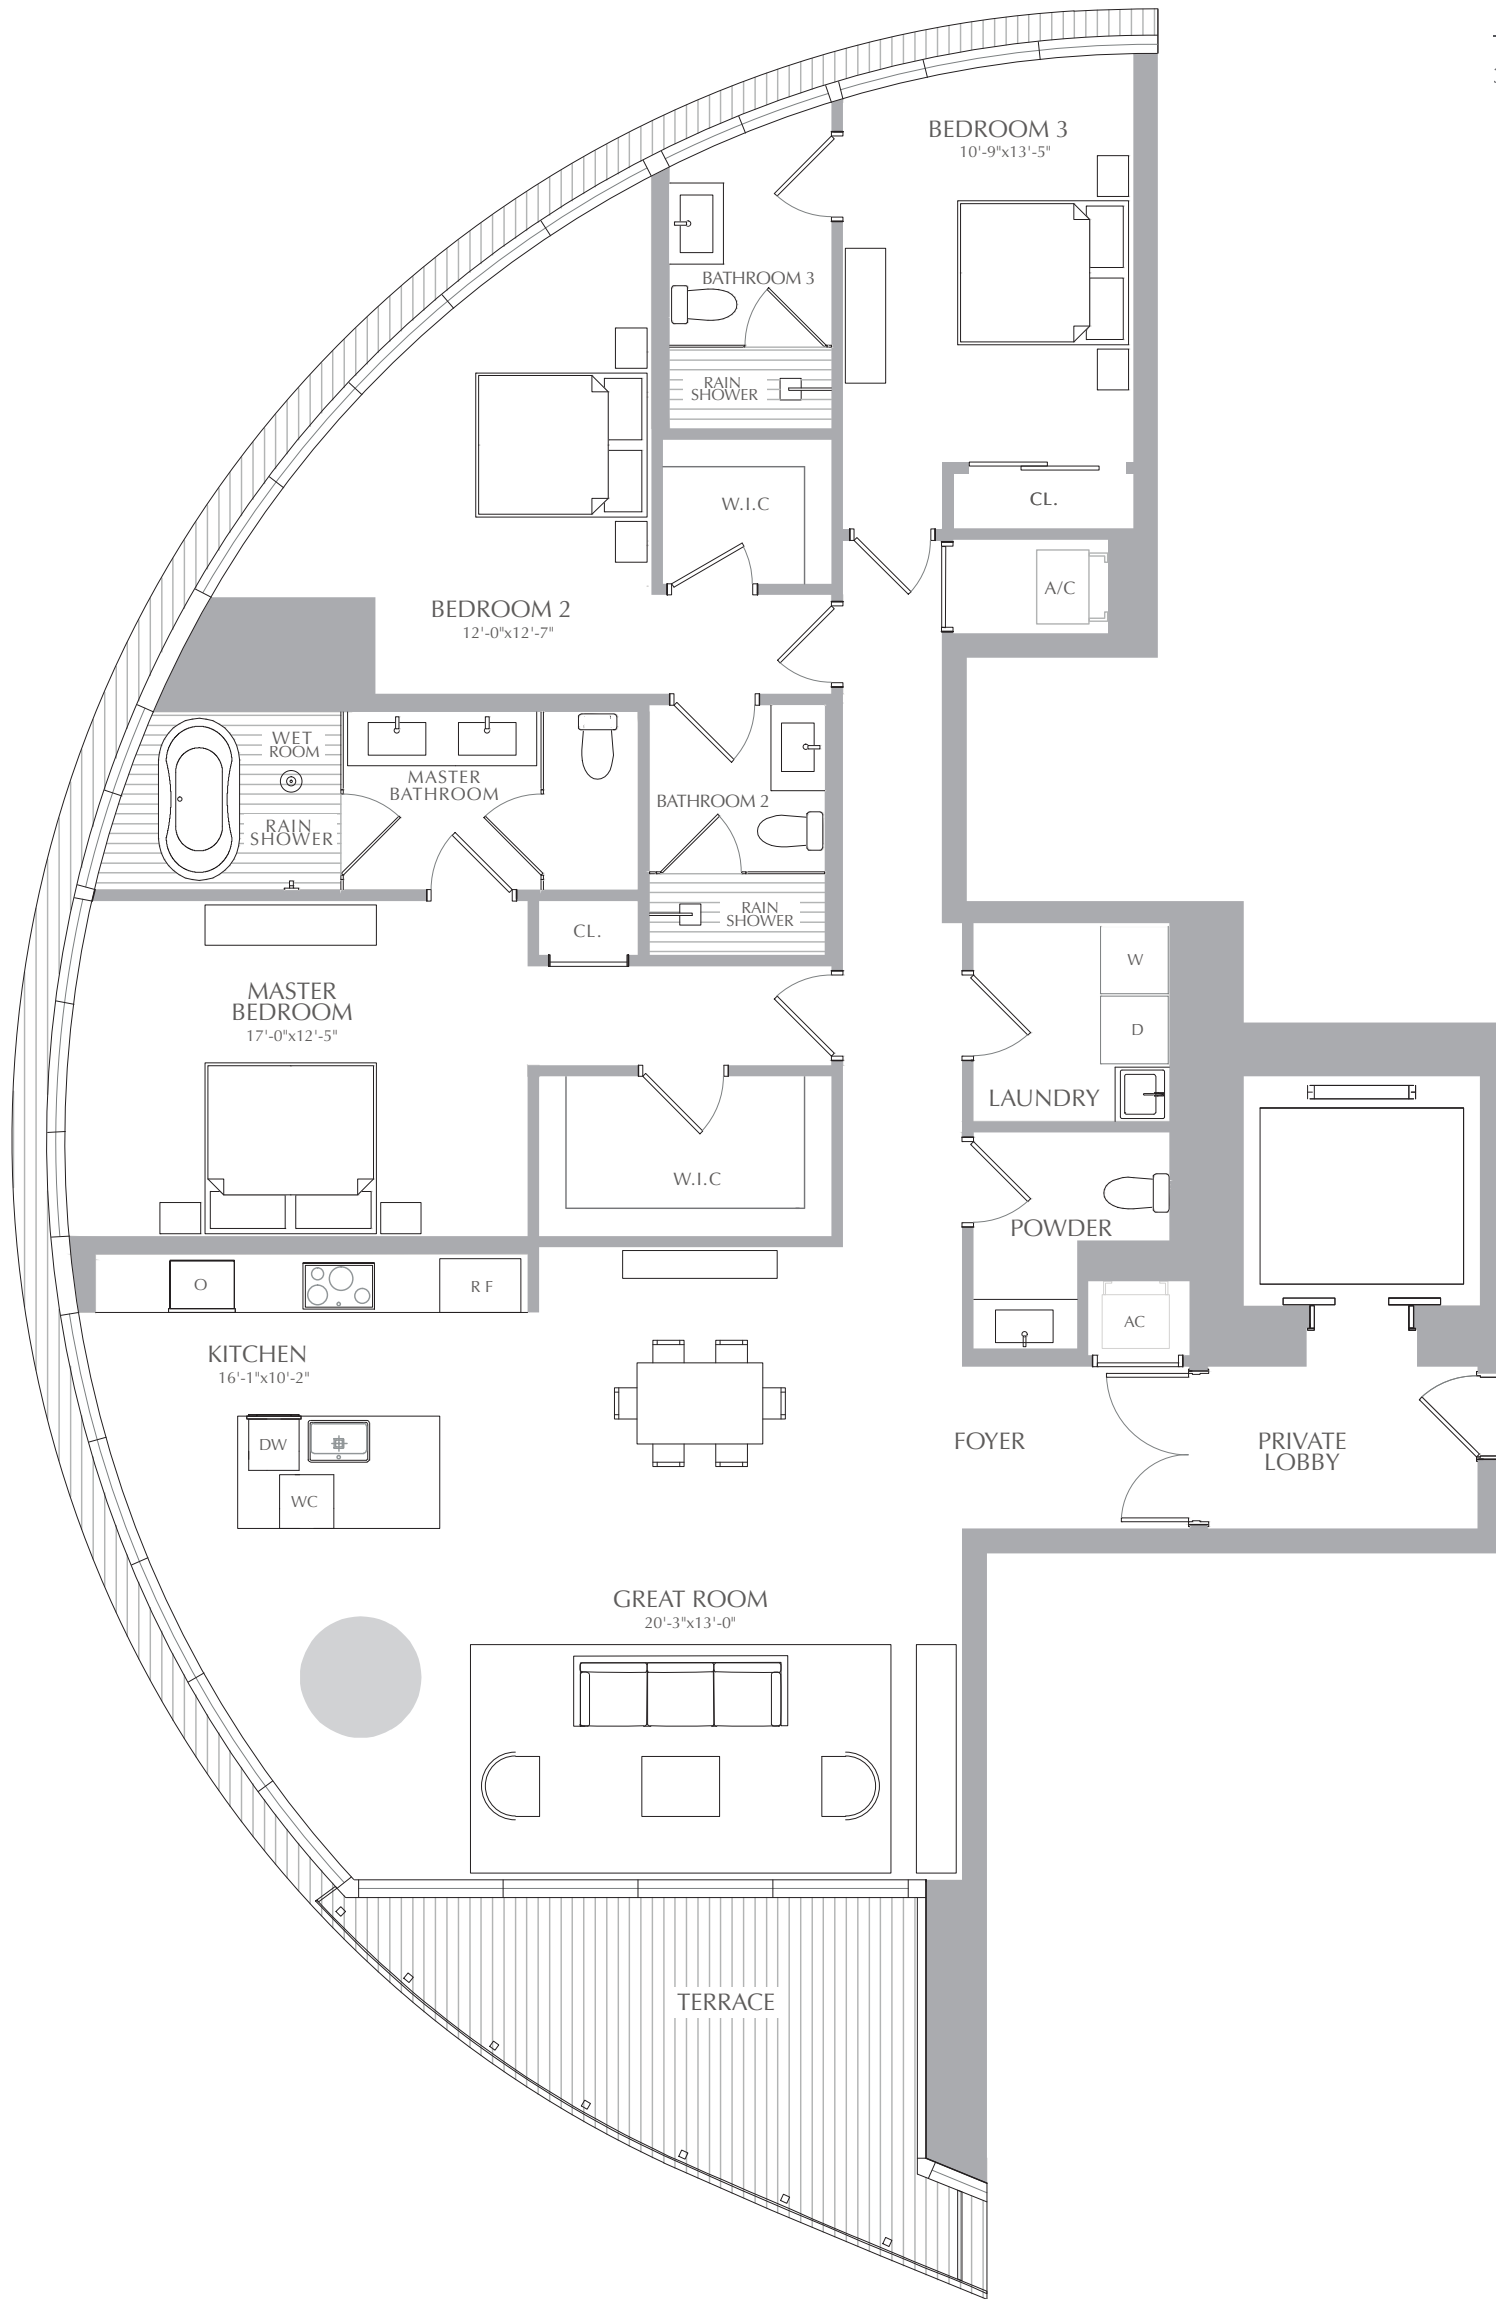 BEDROOM 3
10'-9"x13'-5"
BATHROOM 3
RAIN
SHOWER
W.I.C
CL.
A/C
BEDROOM 2
12'-0"x12'-7"
WET
ROOM
MASTER
BATHROOM
RAIN
SHOWER
BATHROOM 2
RAIN
SHOWER
CL.
W
D
LAUNDRY
MASTER
BEDROOM
17'-0"x12'-5"
W.I.C
POWDER
O
R F
AC
KITCHEN
16'-1"x10'-2"
DW
WC
FOYER
PRIVATE
LOBBY
GREAT ROOM
20'-3"x13'-0"
TERRACE